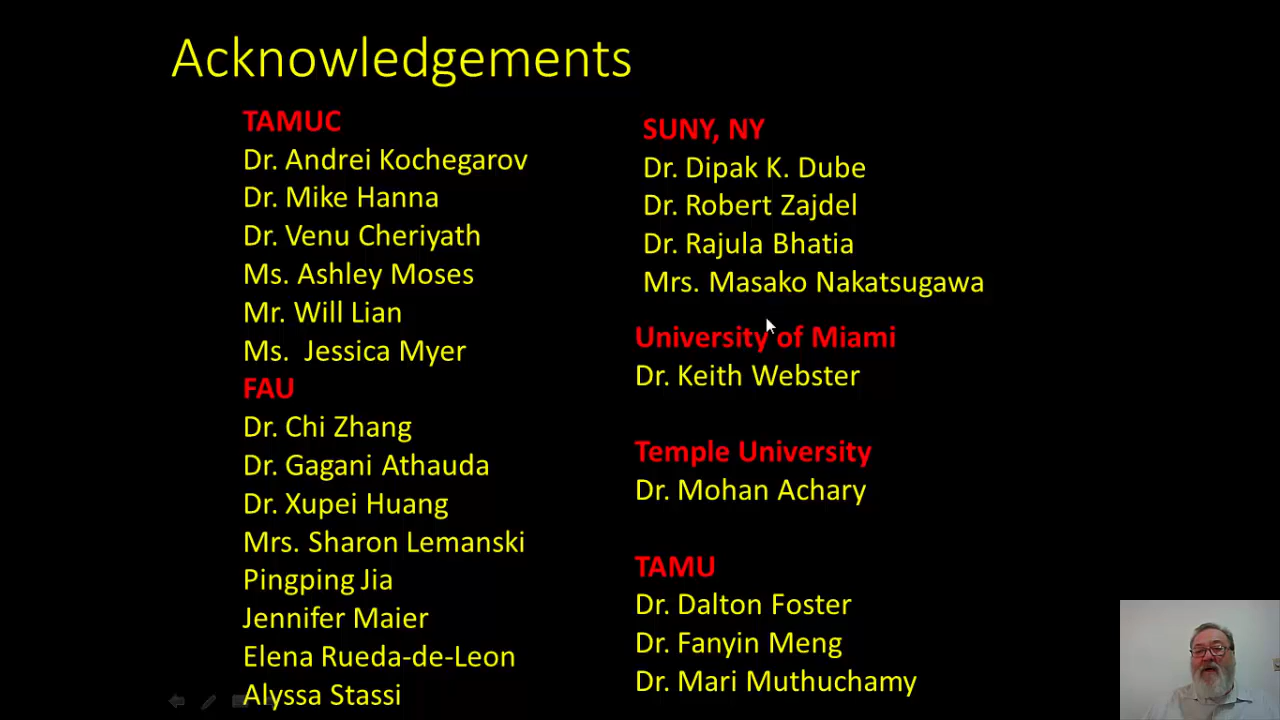 Acknowledgements
TAMUC
Dr. Andrei Kochegarov
Dr. Mike Hanna
Dr. Venu Cheriyath
Ms. Ashley Moses
Mr. Will Lian
Ms.  Jessica Myer
FAU
Dr. Chi Zhang
Dr. Gagani Athauda
Dr. Xupei Huang
Mrs. Sharon Lemanski
Pingping Jia
Jennifer Maier
Elena Rueda-de-Leon
Alyssa Stassi
SUNY, NY
Dr. Dipak K. Dube
Dr. Robert Zajdel
Dr. Rajula Bhatia
Mrs. Masako Nakatsugawa
University of Miami
Dr. Keith Webster
Temple University
Dr. Mohan Achary
TAMU
Dr. Dalton Foster
Dr. Fanyin Meng
Dr. Mari Muthuchamy